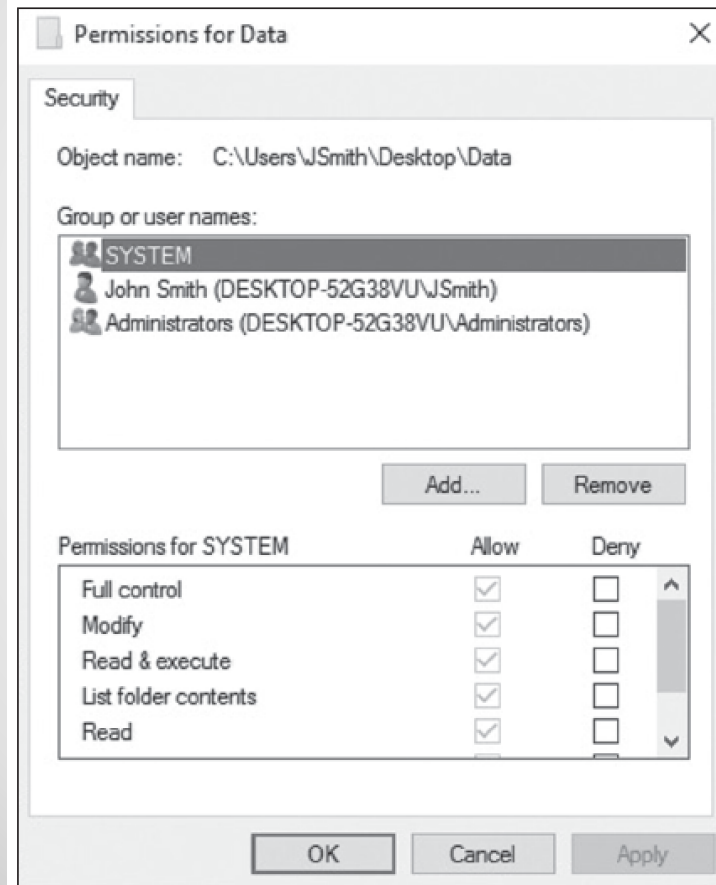 Permissions for Data
Security
Object name: C:\Users\JSmith\Desktop\Data
Group or user names:
SYSTEM
John Smith (DESKTOP-52G38VU\JSmith)
Administrators (DESKTOP-52G38VU\Administrators)
Add... Remove
Permissions for SYSTEM Allow Deny
Full control
Modify
Read & execute
List folder contents
Read
OK Cancel Apply